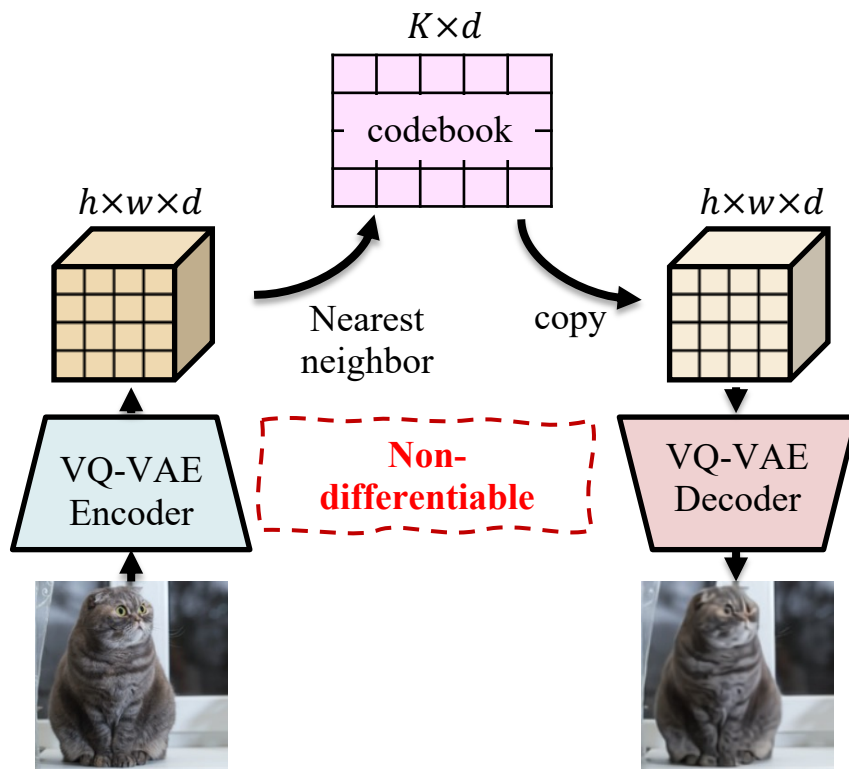 K×d
codebook
h×w×d
h×w×d
Nearest
neighbor
copy
VQ-VAE
Encoder
Non-
differentiable
VQ-VAE
Decoder